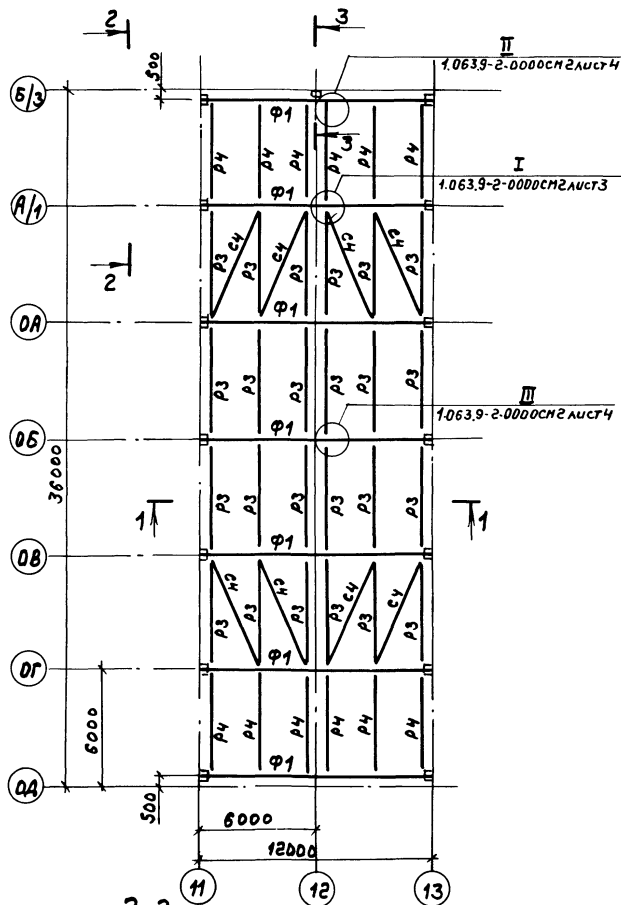 2
3
II
1.063.9-2-0000СМ2ЛИСТ4
500
Б/3
Ф1
3
Р4 Р4 Р4 Р4 Р4 Р4
I
1.063.9-2-0000СМ2ЛИСТ3
А/1
Ф1
2
Р3 С4 Р3 С4 Р3 Р3 С4 Р3 С4 Р3
Ф1
0А
Р3 Р3 Р3 Р3 Р3 Р3
III
1.063.9-2-0000СМ2ЛИСТ4
Ф1
0Б
36000
1
Р3 Р3 Р3 Р3 Р3 Р3
1
Ф1
0В
Р3 С4 Р3 С4 Р3 Р3 С4 Р3 С4 Р3
Ф1
0Г
6000
Р4 Р4 Р4 Р4 Р4 Р4
Ф1
0Д
500
6000
12000
11 12 13